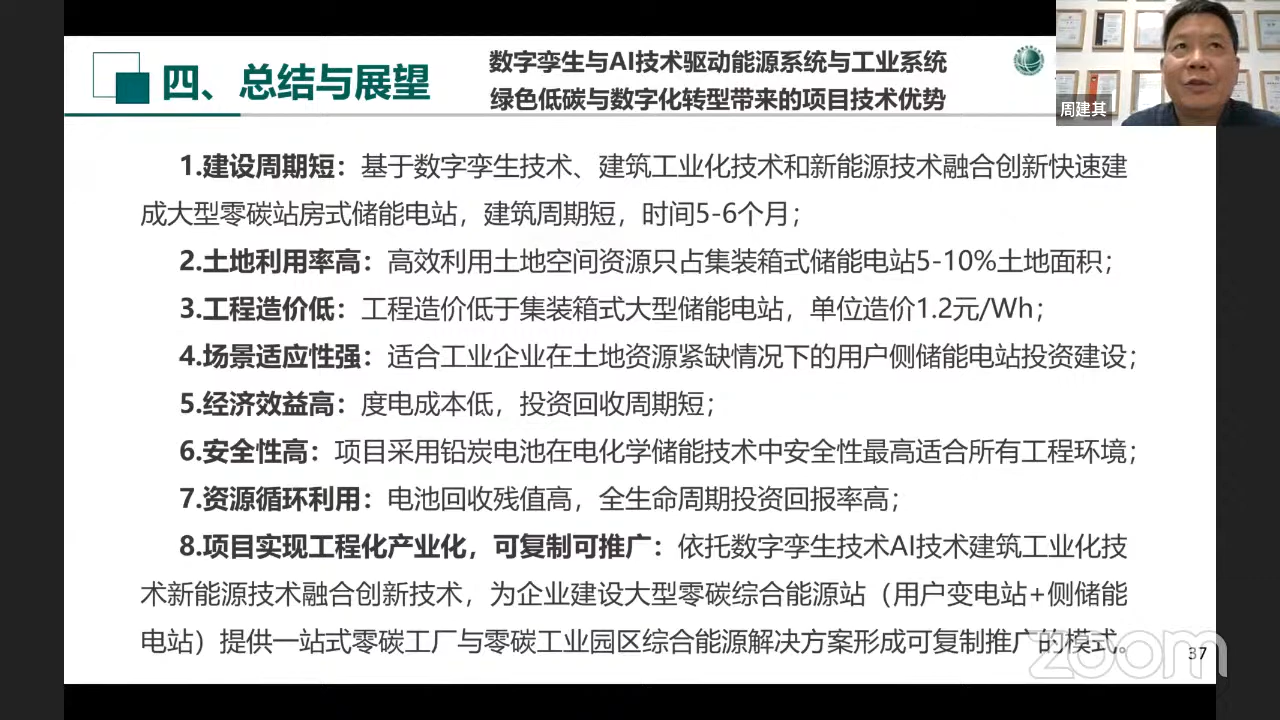 四、总结与展望
数字孪生与AI技术驱动能源系统与工业系统
绿色低碳与数字化转型带来的项目技术优势
周建其
1.建设周期短：基于数字孪生技术、建筑工业化技术和新能源技术融合创新快速建
成大型零碳站房式储能电站，建筑周期短，时间5-6个月；
2.土地利用率高：高效利用土地空间资源只占集装箱式储能电站5-10%土地面积；
3.工程造价低：工程造价低于集装箱式大型储能电站，单位造价1.2元/Wh；
4.场景适应性强：适合工业企业在土地资源紧缺情况下的用户侧储能电站投资建设；
5.经济效益高：度电成本低，投资回收周期短；
6.安全性高：项目采用铅炭电池在电化学储能技术中安全性最高适合所有工程环境；
7.资源循环利用：电池回收残值高，全生命周期投资回报率高；
8.项目实现工程化产业化，可复制可推广：依托数字孪生技术AI技术建筑工业化技
术新能源技术融合创新技术，为企业建设大型零碳综合能源站（用户变电站+侧储能
电站）提供一站式零碳工厂与零碳工业园区综合能源解决方案形成可复制推广的模式。
zoom
37